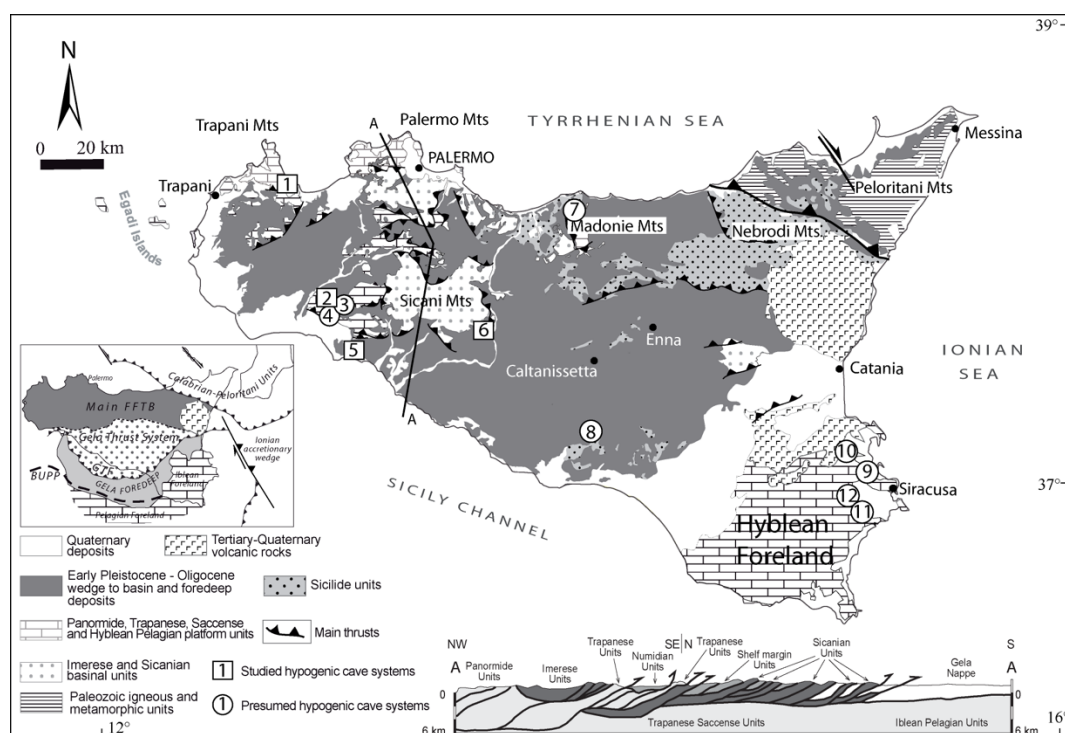 39°
N
0 20 km
TYRRHENIAN SEA
Trapani Mts
A
Palermo Mts
PALERMO
Messina
Trapani
1
Peloritani Mts
Egadi Islands
7
Madonie Mts
Nebrodi Mts.
2
3
4
Sicani Mts
6
5
Enna
Caltanissetta
Catania
IONIAN
SEA
A
8
SICILY CHANNEL
10
9
Siracusa
37°
12
11
Hyblean
Foreland
Palermo
Calabrian-Peloritani Units
Main FFTB
Gela Thrust System
GTF
Ionian
accretionary
wedge
BUPP
GELA FOREDEEP
Iblean
Foreland
Pelagian Foreland
Quaternary
deposits
Tertiary-Quaternary
volcanic rocks
Early Pleistocene - Oligocene
wedge to basin and foredeep
deposits
Sicilide units
Panormide, Trapanese, Saccense
and Hyblean Pelagian platform units
Main thrusts
Imerese and Sicanian
basinal units
1 Studied hypogenic cave systems
Paleozoic igneous and
metamorphic units
1 Presumed hypogenic cave systems
NW
SE N
S
A
Panormide
Units
Imerese
Units
Trapanese
Units
Numidian
Units
Trapanese
Units
Shelf margin
Units
Sicanian
Units
Gela
Nappe
A
0
0
Trapanese Saccense Units
Iblean Pelagian Units
6 km
6 km
12°
16°